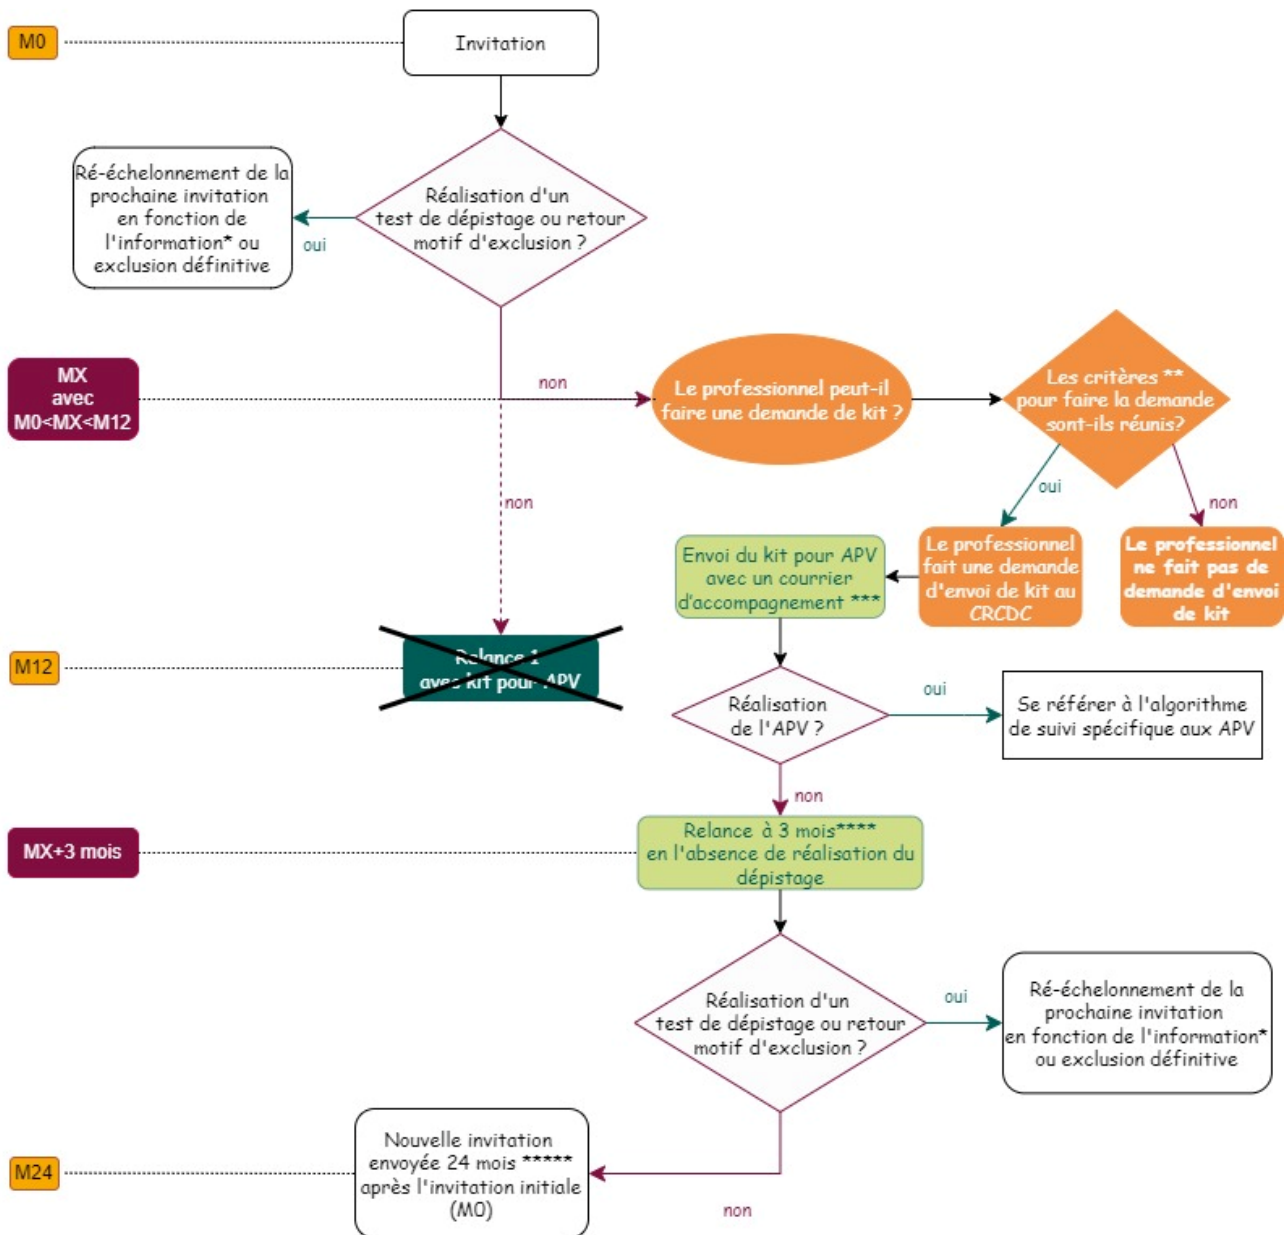 M0
Invitation
Ré-échelonnement de la
prochaine invitation
en fonction de
l'information* ou
exclusion définitive
oui
Réalisation d'un
test de dépistage ou retour
motif d'exclusion ?
MX
avec
M0<MX<M12
non
Le professionnel peut-il
faire une demande de kit ?
Les critères **
pour faire la demande
sont-ils réunis?
non
oui
non
Envoi du kit pour APV
avec un courrier
d'accompagnement ***
Le professionnel
fait une demande
d'envoi de kit au
CRCDC
Le professionnel
ne fait pas de
demande d'envoi
de kit
M12
Relance 1
avec kit pour APV
Réalisation
de l'APV ?
oui
Se référer à l'algorithme
de suivi spécifique aux APV
non
MX+3 mois
Relance à 3 mois****
en l'absence de réalisation du
dépistage
Réalisation d'un
test de dépistage ou retour
motif d'exclusion ?
oui
Ré-échelonnement de la
prochaine invitation
en fonction de l'information*
ou exclusion définitive
M24
Nouvelle invitation
envoyée 24 mois *****
après l'invitation initiale
(M0)
non